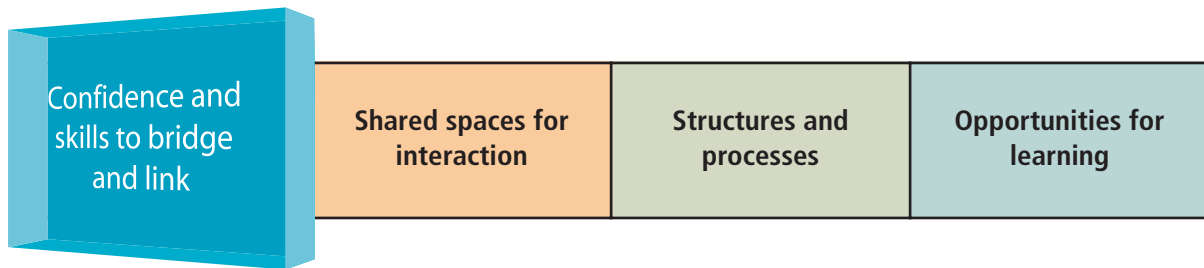 Confidence and
skills to bridge
and link
Shared spaces for
interaction
Structures and
processes
Opportunities for
learning